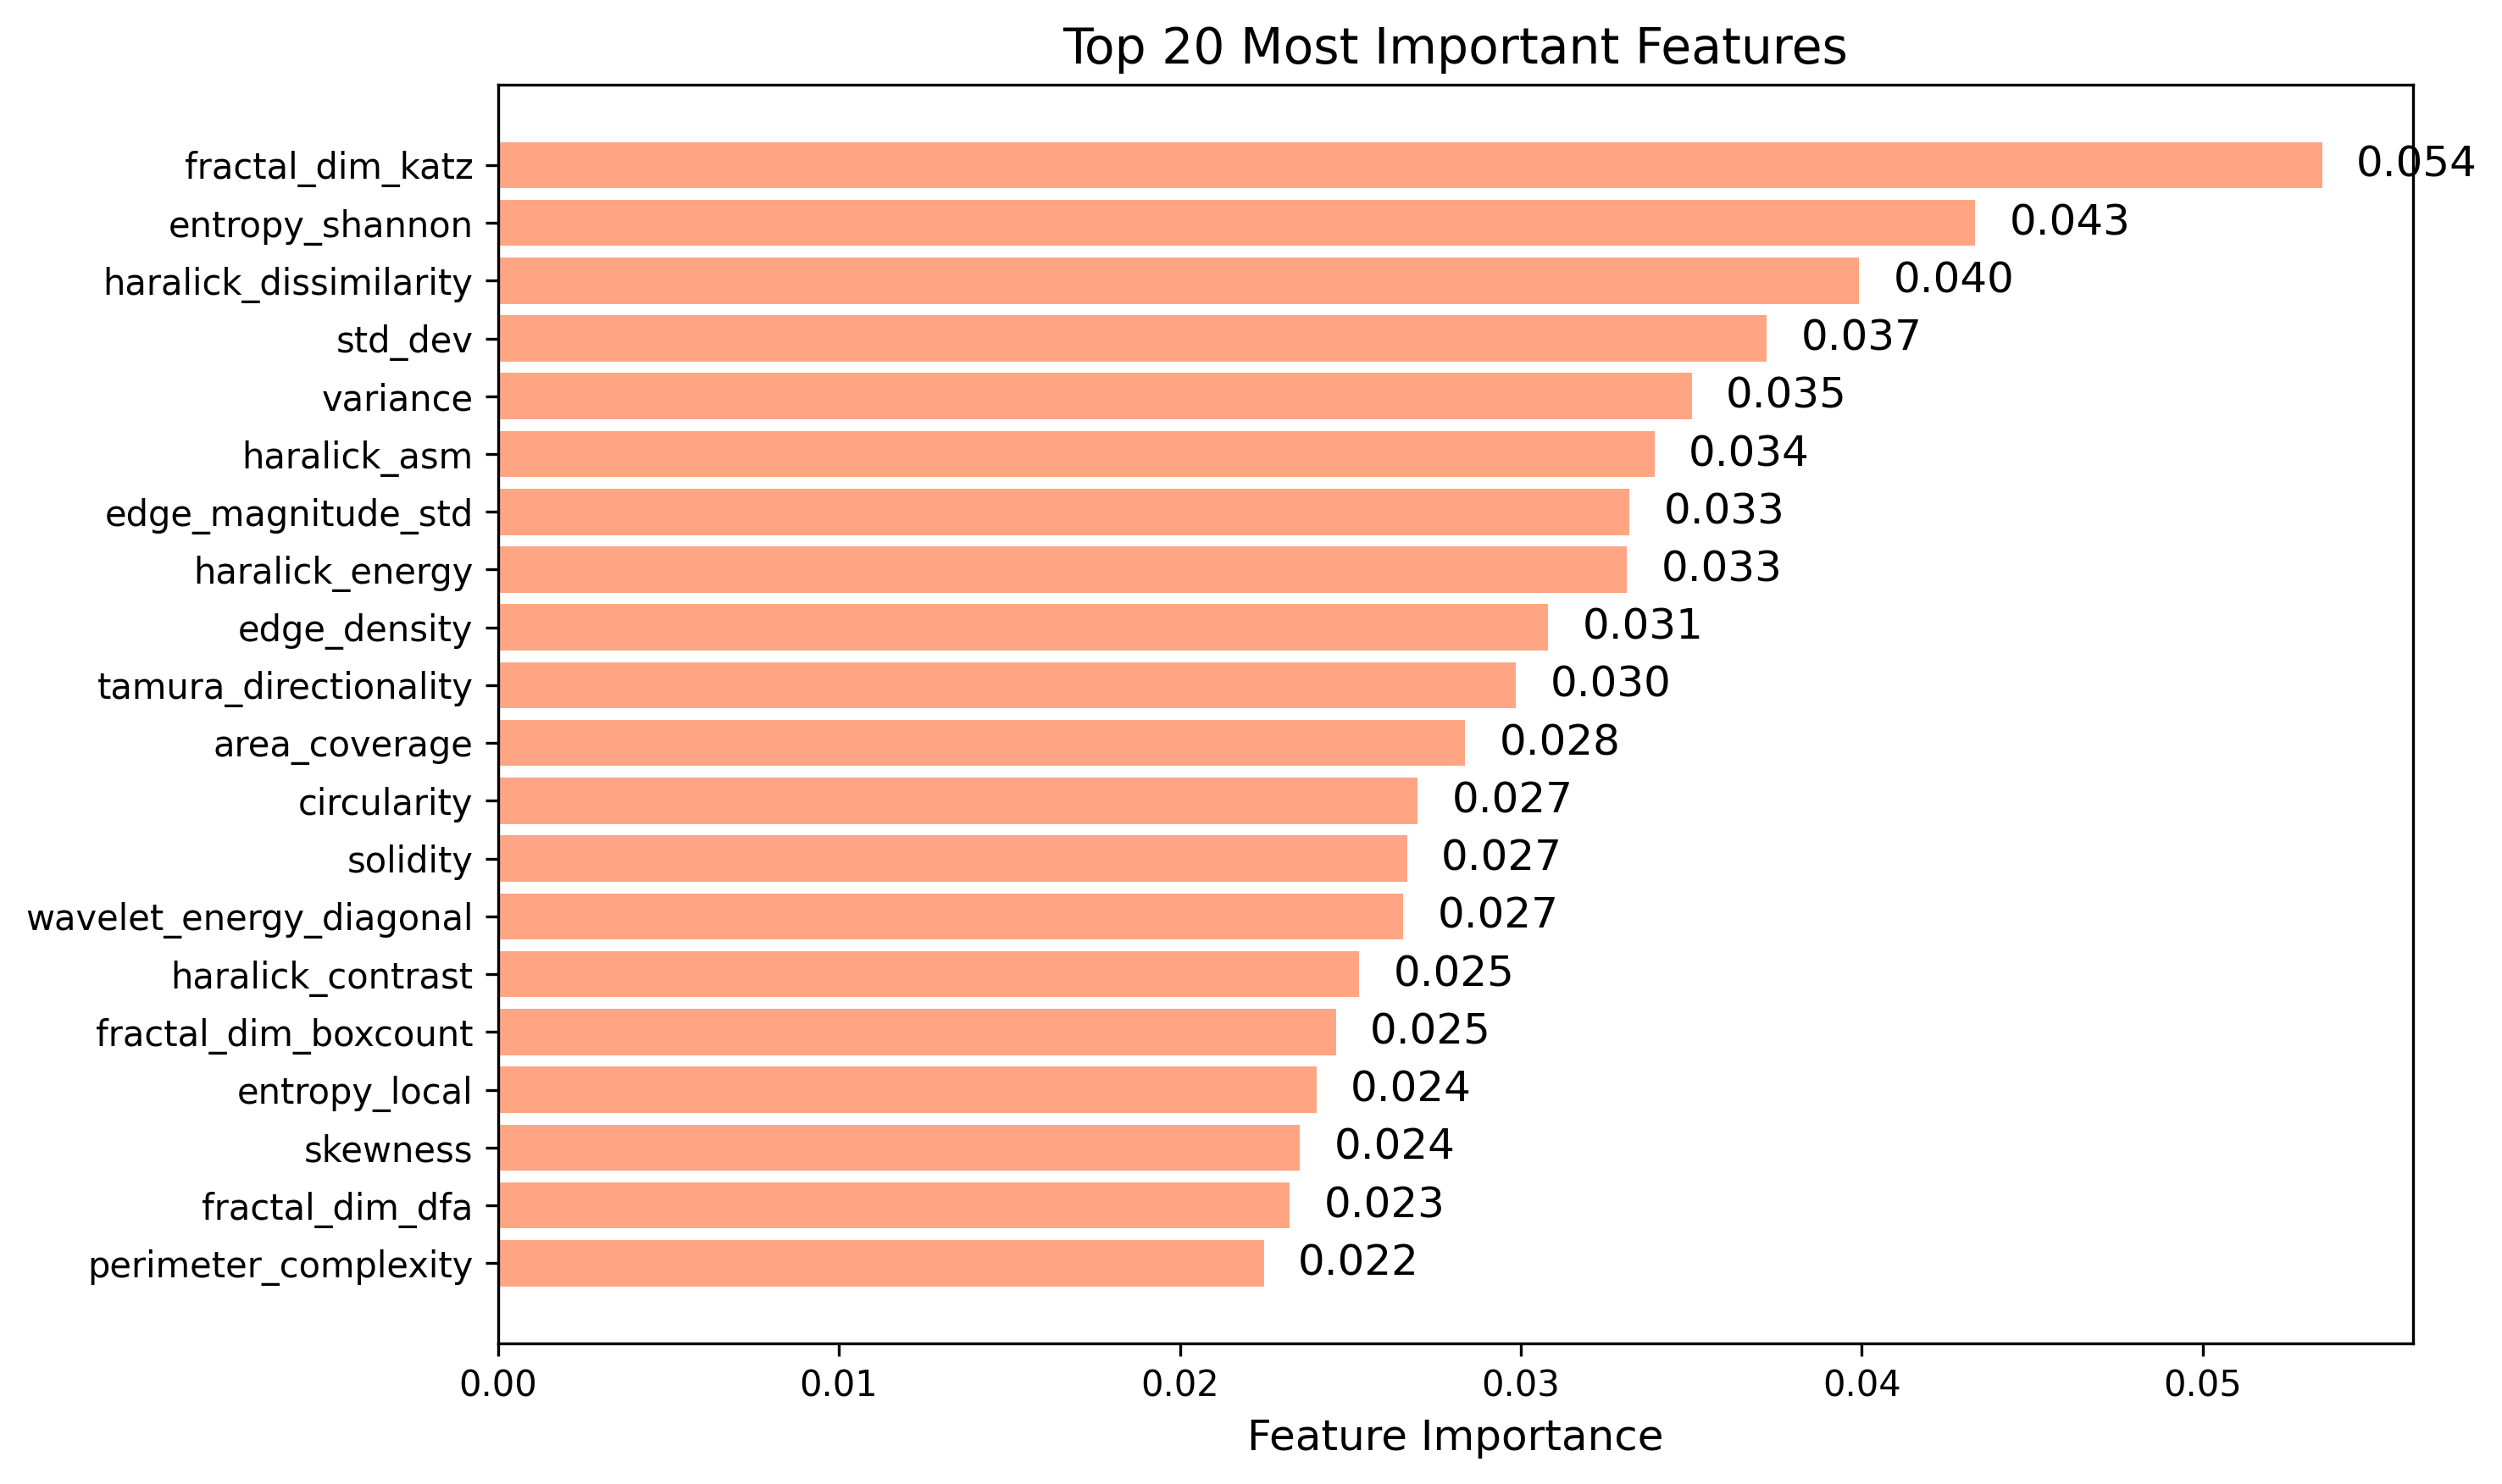 Top 20 Most Important Features
fractal_dim_katz 0.054
entropy_shannon 0.043
haralick_dissimilarity 0.040
std_dev 0.037
variance 0.035
haralick_asm 0.034
edge_magnitude_std 0.033
haralick_energy 0.033
edge_density 0.031
tamura_directionality 0.030
area_coverage 0.028
circularity 0.027
solidity 0.027
wavelet_energy_diagonal 0.027
haralick_contrast 0.025
fractal_dim_boxcount 0.025
entropy_local 0.024
skewness 0.024
fractal_dim_dfa 0.023
perimeter_complexity 0.022
0.00 0.01 0.02 0.03 0.04 0.05
Feature Importance